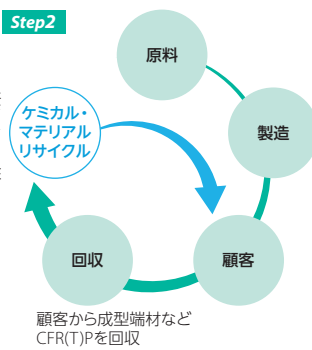 Step2
原料
ケミカル・
マテリアル
リサイクル
製造
回収
顧客
顧客から成型端材など
CFR(T)Pを回収